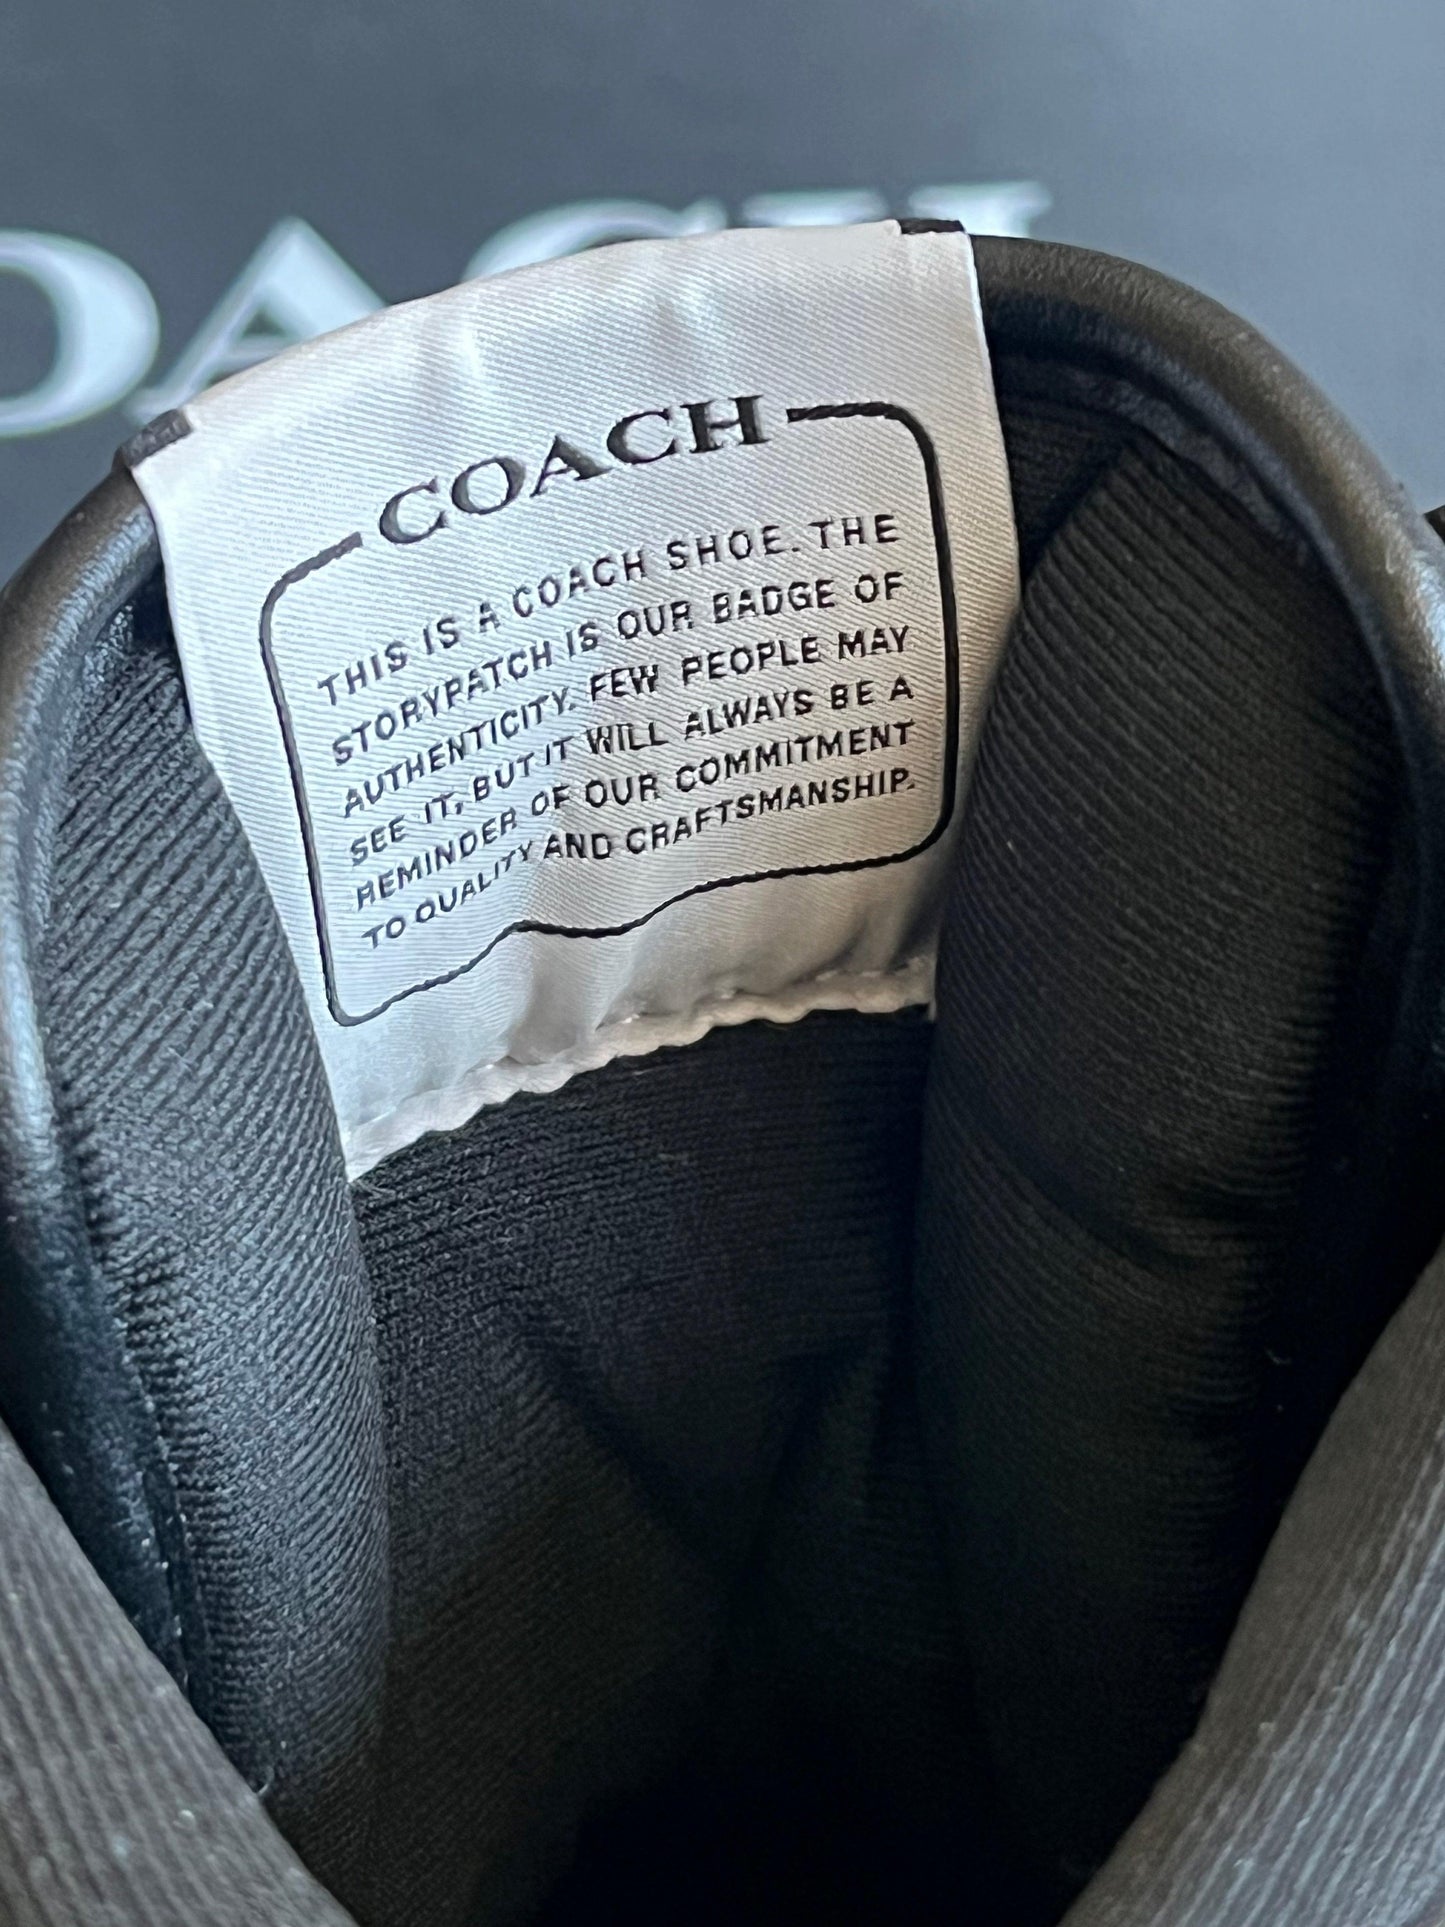 OACH
COACH
THIS IS A COACH SHOE. THE
STORYPATCH IS OUR BADGE OF
AUTHENTICITY. FEW PEOPLE MAY
SEE IT, BUT IT WILL ALWAYS BE A
REMINDER OF OUR COMMITMENT
TO QUALITY AND CRAFTSMANSHIP.